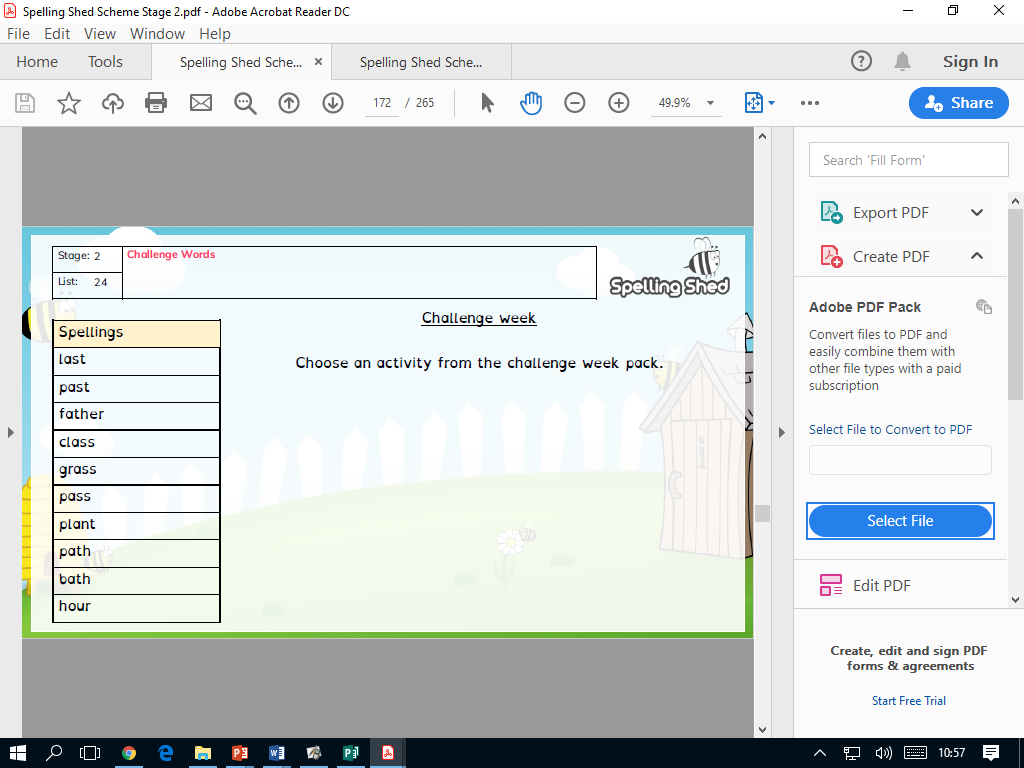 Spelling Shed Scheme Stage 2.pdf - Adobe Acrobat Reader DC
File Edit View Window Help
Home Tools Spelling Shed Sche... × Spelling Shed Sche... Sign In
172 / 265 49.9% Share
Search 'Fill Form'
Export PDF
Create PDF
Adobe PDF Pack
Convert files to PDF and
easily combine them with
other file types with a paid
subscription
Select File to Convert to PDF
Select File
Edit PDF
Create, edit and sign PDF
forms & agreements
Start Free Trial
Stage: 2
Challenge Words
List: 24
Spelling Shed
Challenge week
Choose an activity from the challenge week pack.
Spellings
last
past
father
class
grass
pass
plant
path
bath
hour
10:57